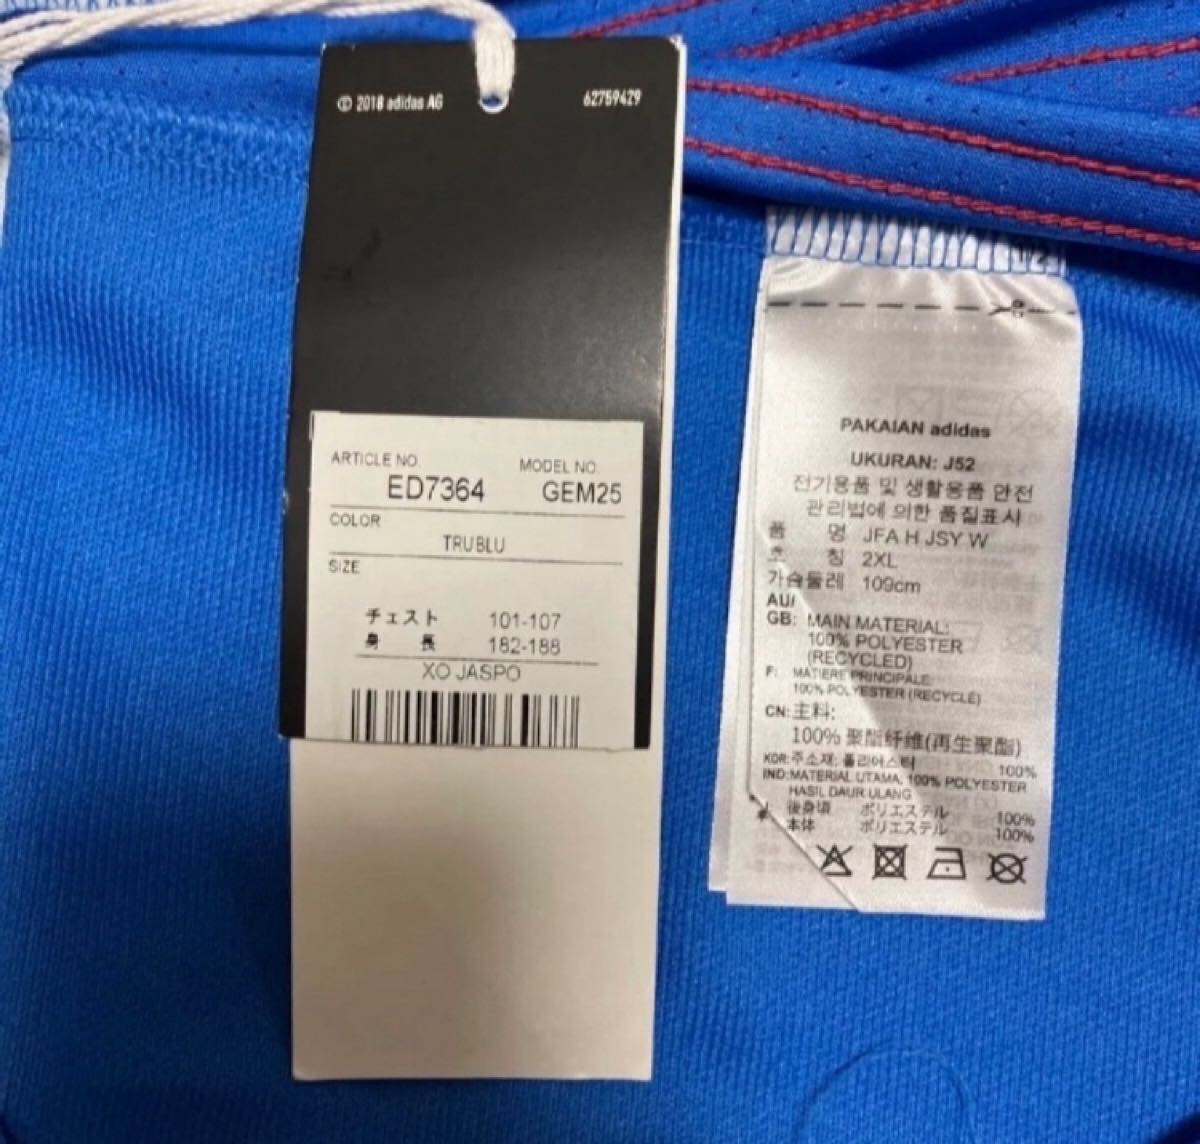 © 2018 adidas AG
62759429
ARTICLE NO.
MODEL NO.
ED7364
GEM25
COLOR
TRUBLU
SIZE
チェスト 101-107
身 長 182-188
XO JASPO
1/2
PAKAIAN adidas
UKURAN: J52
전기용품 및 생활용품 안전
관리법에 의한 품질표시
품 명 JFA H JSY W
호 칭 2XL
가슴둘레 109cm
AU/
GB: MAIN MATERIAL:
100% POLYESTER
(RECYCLED)
F: MATIERE PRINCIPALE:
100% POLYESTER (RECYCLÉ)
CN: 主料:
100% 聚酯纤维(再生聚酯)
KOR: 주소재: 폴리에스터 100%
IND: MATERIAL UTAMA, 100% POLYESTER
HASIL DAUR ULANG
後身頃 ポリエステル 100%
本体 ポリエステル 100%